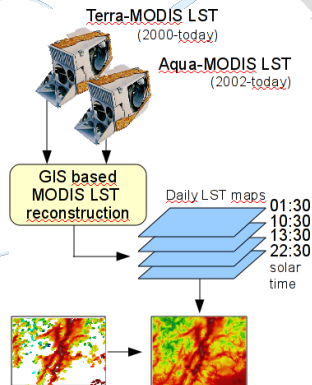 Terra-MODIS LST
(2000-today)
Aqua-MODIS LST
(2002-today)
GIS based
MODIS LST
reconstruction
Daily LST maps
01:30
10:30
13:30
22:30
solar
time